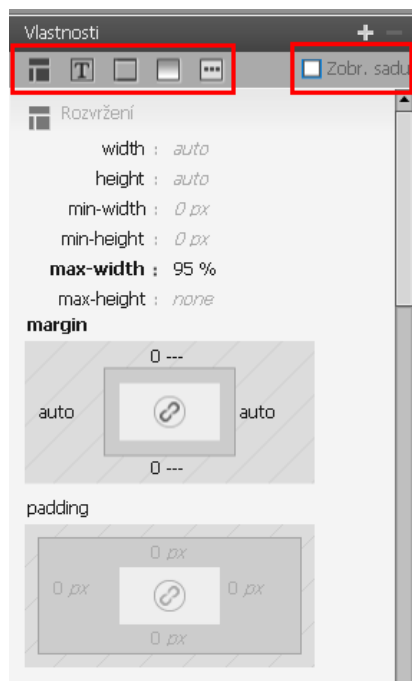 Vlastnosti
T
Zobr. sadu
Rozvržení
width : auto
height : auto
min-width : 0 px
min-height : 0 px
max-width : 95 %
max-height : none
margin
0 ---
auto
auto
0 ---
padding
0 px
0 px
0 px
0 px